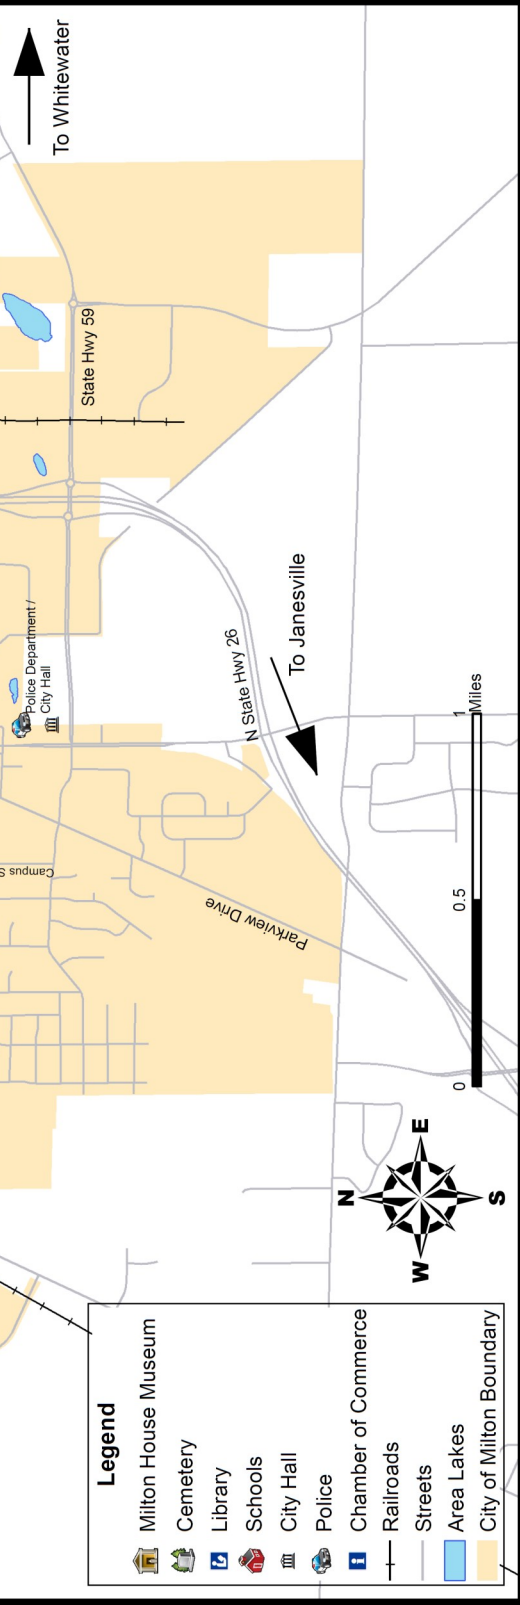 To Whitewater
State Hwy 59
Police Department /
City Hall
N State Hwy 26
To Janesville
Campus S
Parkview Drive
0
0.5
1
Miles
N
E
S
W
Legend
Milton House Museum
Cemetery
Library
Schools
City Hall
Police
Chamber of Commerce
Railroads
Streets
Area Lakes
City of Milton Boundary